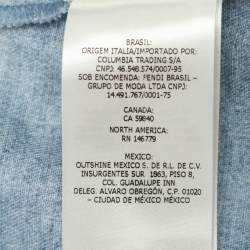 BRASIL:
ORIGEM ITALIA/IMPORTADO POR:
COLUMBIA TRADING S/A
CNPJ: 46.548.574/0007-95
SOB ENCOMENDA: FENDI BRASIL –
GRUPO DE MODA LTDA CNPJ:
14.491.767/0001-75
CANADA:
CA 59840
NORTH AMERICA:
RN 146779
MEXICO:
OUTSHINE MEXICO S. DE R.L. DE C.V.
INSURGENTES SUR 1863, PISO 8,
COL. GUADALUPE INN
DELEG. ALVARO OBREGÓN, C.P. 01020
– CIUDAD DE MÉXICO MÉXICO